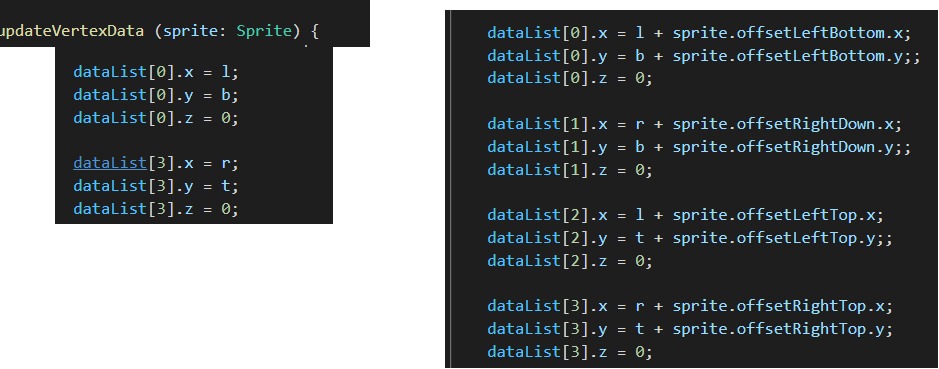 updateVertexData (sprite: Sprite) {
dataList[0].x = l;
dataList[0].y = b;
dataList[0].z = 0;
dataList[3].x = r;
dataList[3].y = t;
dataList[3].z = 0;
dataList[0].x = l + sprite.offsetLeftBottom.x;
dataList[0].y = b + sprite.offsetLeftBottom.y;;
dataList[0].z = 0;
dataList[1].x = r + sprite.offsetRightDown.x;
dataList[1].y = b + sprite.offsetRightDown.y;;
dataList[1].z = 0;
dataList[2].x = l + sprite.offsetLeftTop.x;
dataList[2].y = t + sprite.offsetLeftTop.y;;
dataList[2].z = 0;
dataList[3].x = r + sprite.offsetRightTop.x;
dataList[3].y = t + sprite.offsetRightTop.y;
dataList[3].z = 0;